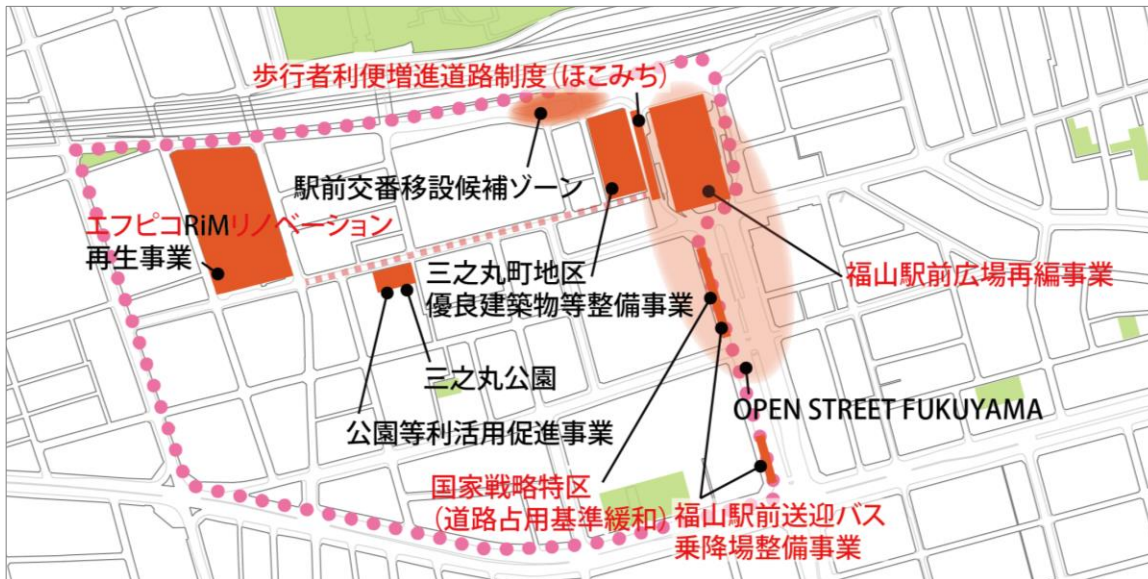 歩行者利便増進道路制度（ほこみち）
駅前交番移設候補ゾーン
エフピコRiMリノベーション
再生事業
三之丸町地区
優良建築物等整備事業
福山駅前広場再編事業
三之丸公園
公園等利活用促進事業
OPEN STREET FUKUYAMA
国家戦略特区
（道路占用基準緩和）
福山駅前送迎バス
乗降場整備事業